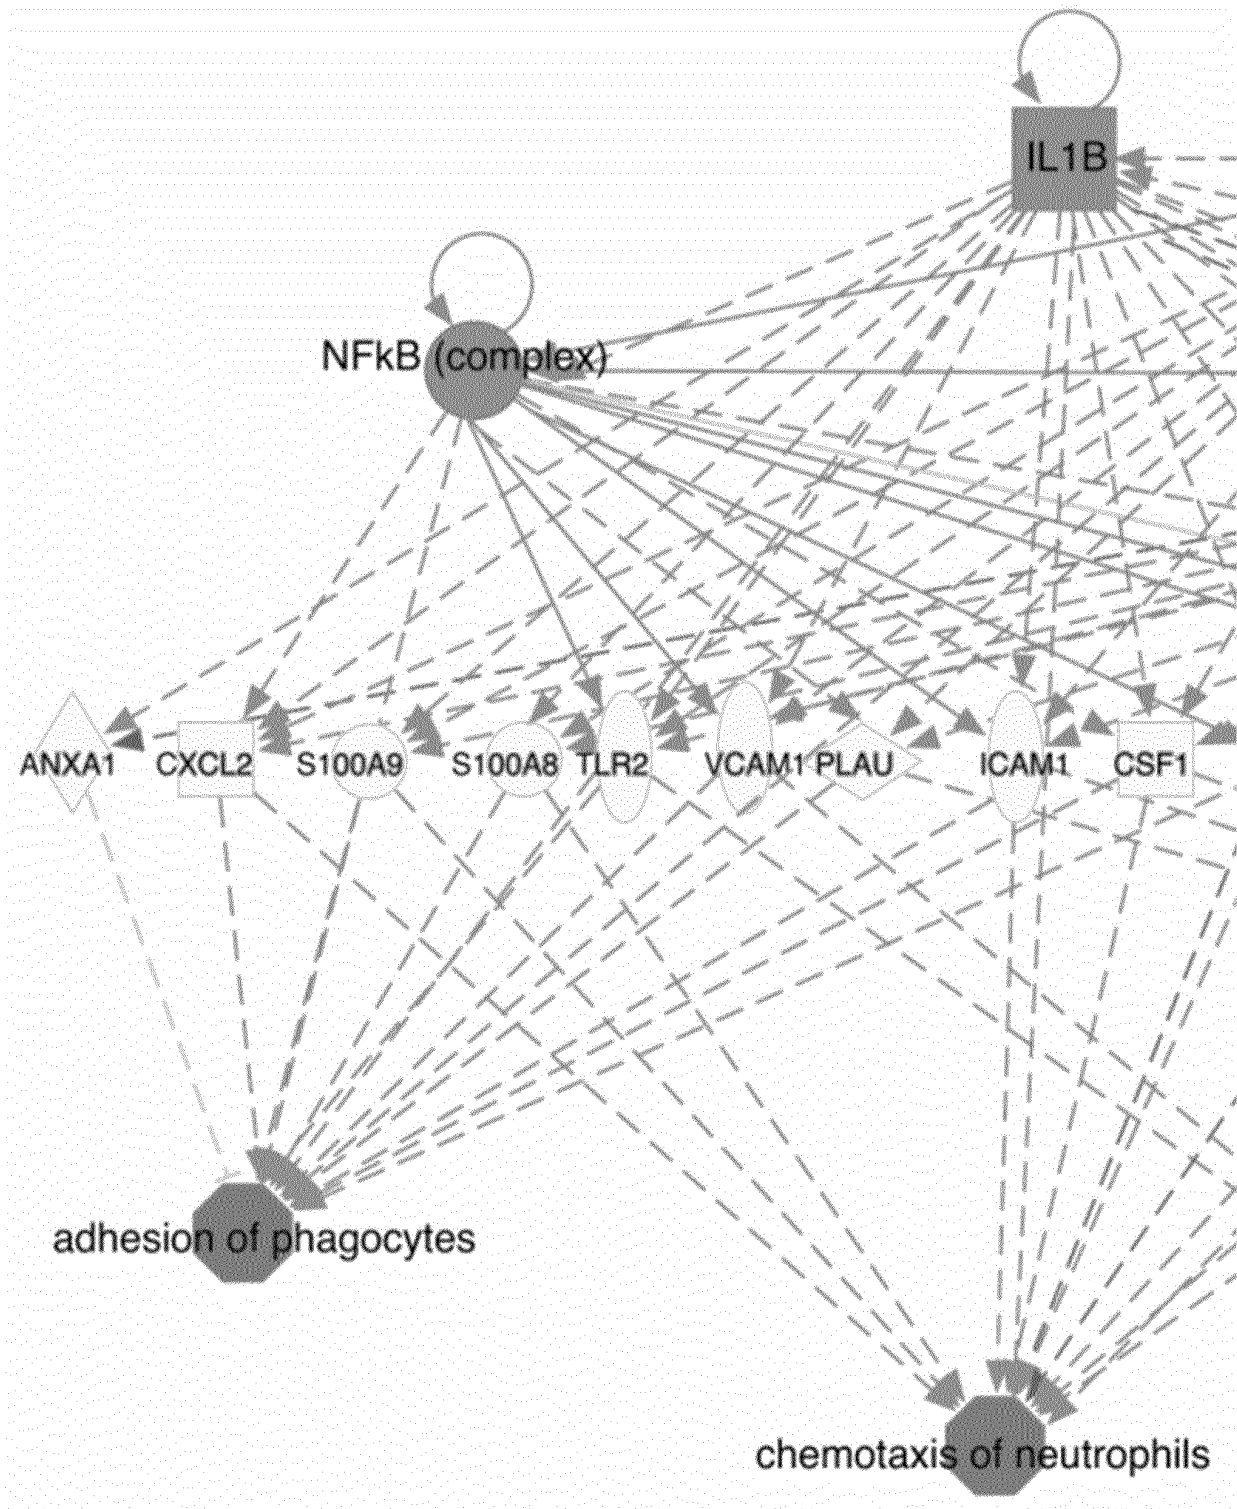 IL1B
NFkB (complex)
ANXA1 CXCL2 S100A9 S100A8 TLR2 VCAM1 PLAU ICAM1 CSF1
adhesion of phagocytes
chemotaxis of neutrophils